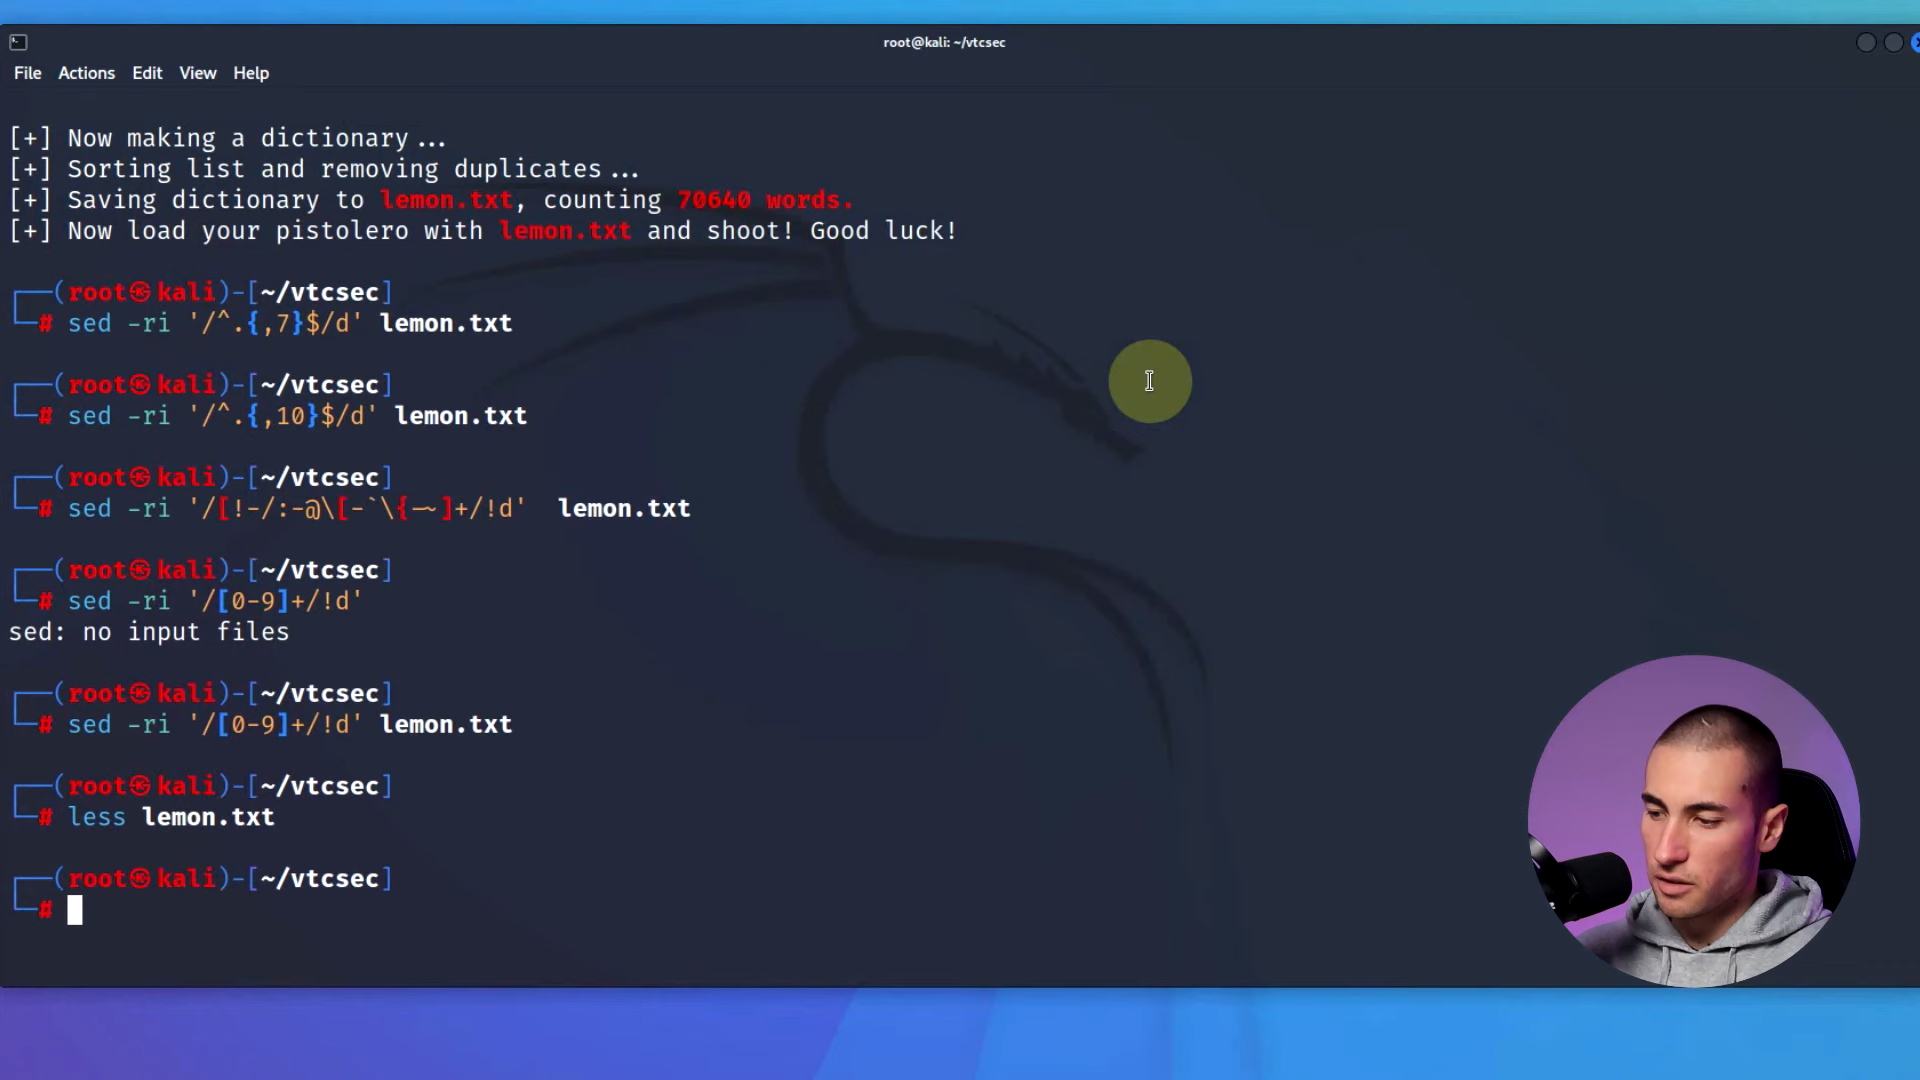 root@kali: ~/vtcsec
File Actions Edit View Help
[+] Now making a dictionary...
[+] Sorting list and removing duplicates...
[+] Saving dictionary to lemon.txt, counting 70640 words.
[+] Now load your pistolero with lemon.txt and shoot! Good luck!
┌──(root㉿kali)-[~/vtcsec]
└─# sed -ri '/^.{,7}$/d' lemon.txt
┌──(root㉿kali)-[~/vtcsec]
└─# sed -ri '/^.{,10}$/d' lemon.txt
┌──(root㉿kali)-[~/vtcsec]
└─# sed -ri '/[!-/:-@\[-`\{-~]+/!d'  lemon.txt
┌──(root㉿kali)-[~/vtcsec]
└─# sed -ri '/[0-9]+/!d'
sed: no input files
┌──(root㉿kali)-[~/vtcsec]
└─# sed -ri '/[0-9]+/!d' lemon.txt
┌──(root㉿kali)-[~/vtcsec]
└─# less lemon.txt
┌──(root㉿kali)-[~/vtcsec]
└─#